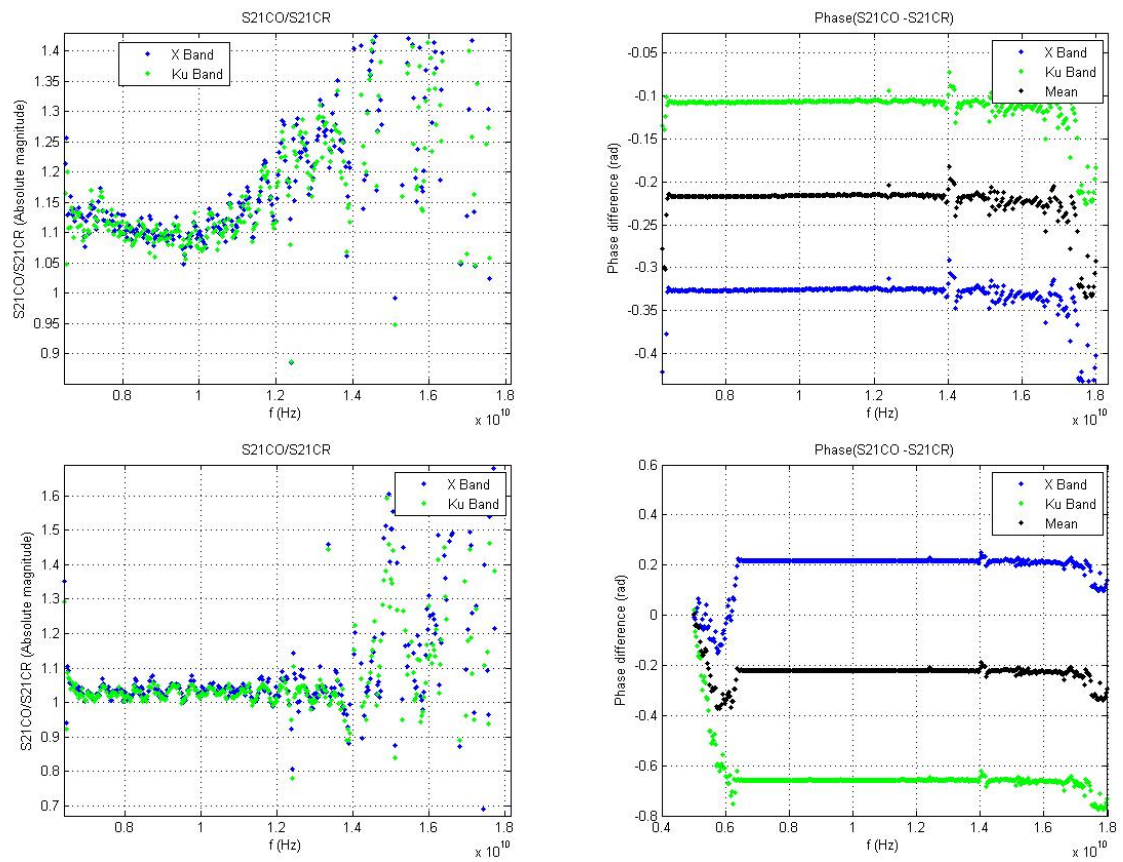 S21CO/S21CR
S21CO/S21CR (Absolute magnitude)
1.4
1.35
1.3
1.25
1.2
1.15
1.1
1.05
1
0.95
0.9
X Band
Ku Band
0.8 1 1.2 1.4 1.6 1.8
f (Hz)
x 10^10
Phase(S21CO -S21CR)
Phase difference (rad)
-0.05
-0.1
-0.15
-0.2
-0.25
-0.3
-0.35
-0.4
X Band
Ku Band
Mean
0.8 1 1.2 1.4 1.6 1.8
f (Hz)
x 10^10
S21CO/S21CR
S21CO/S21CR (Absolute magnitude)
1.6
1.5
1.4
1.3
1.2
1.1
1
0.9
0.8
0.7
X Band
Ku Band
0.8 1 1.2 1.4 1.6 1.8
f (Hz)
x 10^10
Phase(S21CO -S21CR)
Phase difference (rad)
0.6
0.4
0.2
0
-0.2
-0.4
-0.6
-0.8
X Band
Ku Band
Mean
0.4 0.6 0.8 1 1.2 1.4 1.6 1.8
f (Hz)
x 10^10